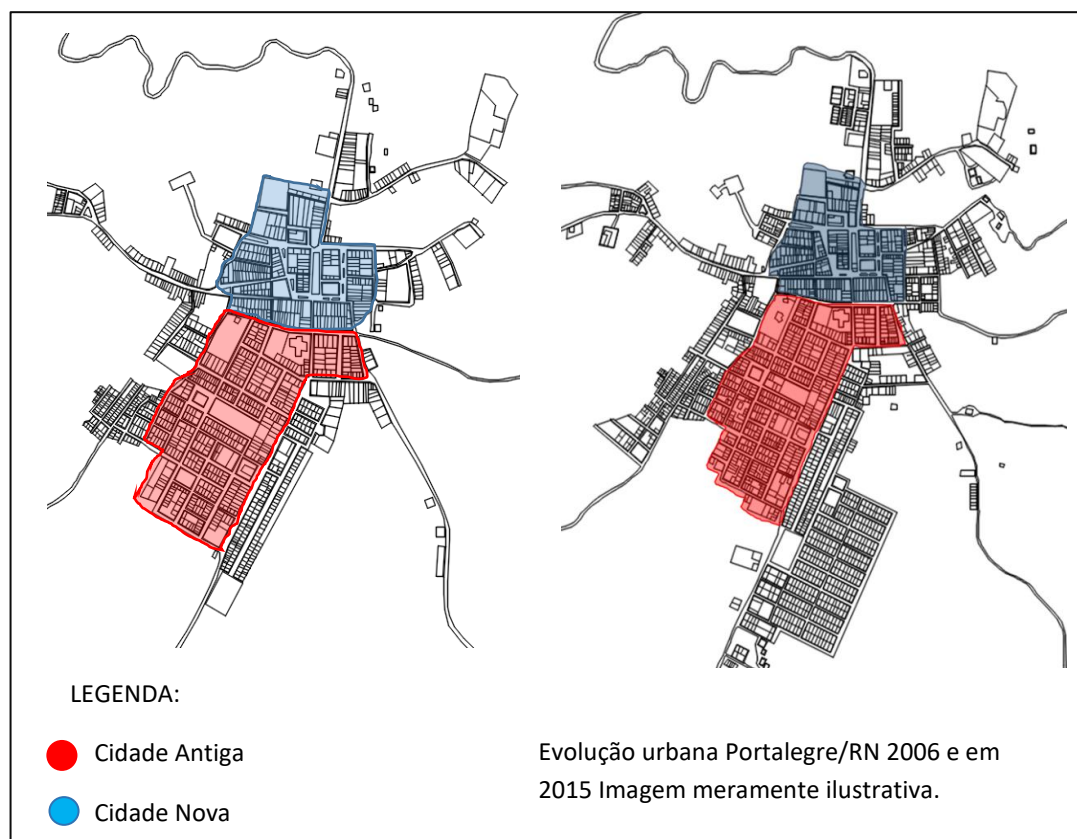 LEGENDA:
Cidade Antiga
Cidade Nova
Evolução urbana Portalegre/RN 2006 e em
2015 Imagem meramente ilustrativa.